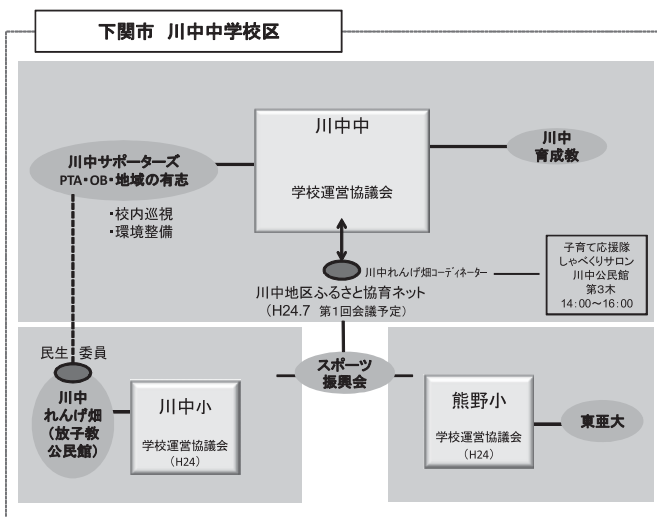 下関市 川中中学校区
川中中
学校運営協議会
川中サポーターズ
PTA・OB・地域の有志
・校内巡視
・環境整備
川中
育成教
川中れんげ畑コーディネーター
川中地区ふるさと協育ネット
(H24.7 第1回会議予定)
子育て応援隊
しゃべくりサロン
川中公民館
第3木
14:00～16:00
民生 委員
川中
れんげ畑
(放子教
公民館)
川中小
学校運営協議会
(H24)
スポーツ
振興会
熊野小
学校運営協議会
(H24)
東亜大